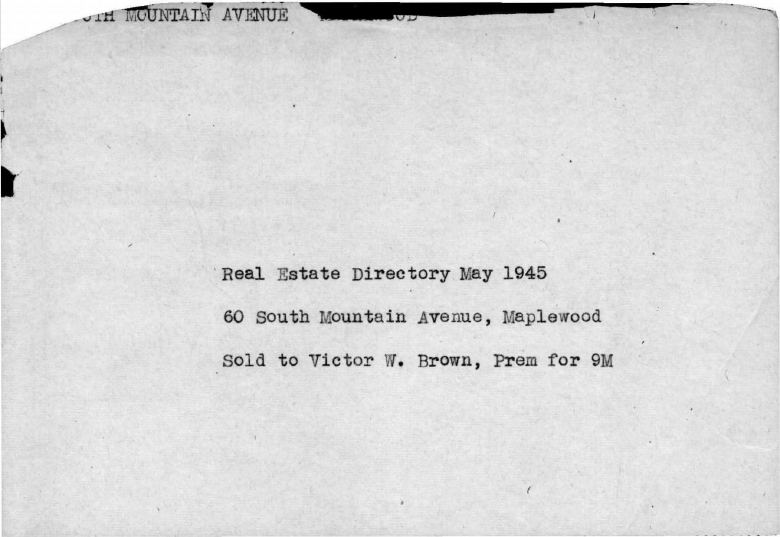 MOUNTAIN AVENUE
Real Estate Directory May 1945
60 South Mountain Avenue, Maplewood
Sold to Victor W. Brown, Prem for 9M